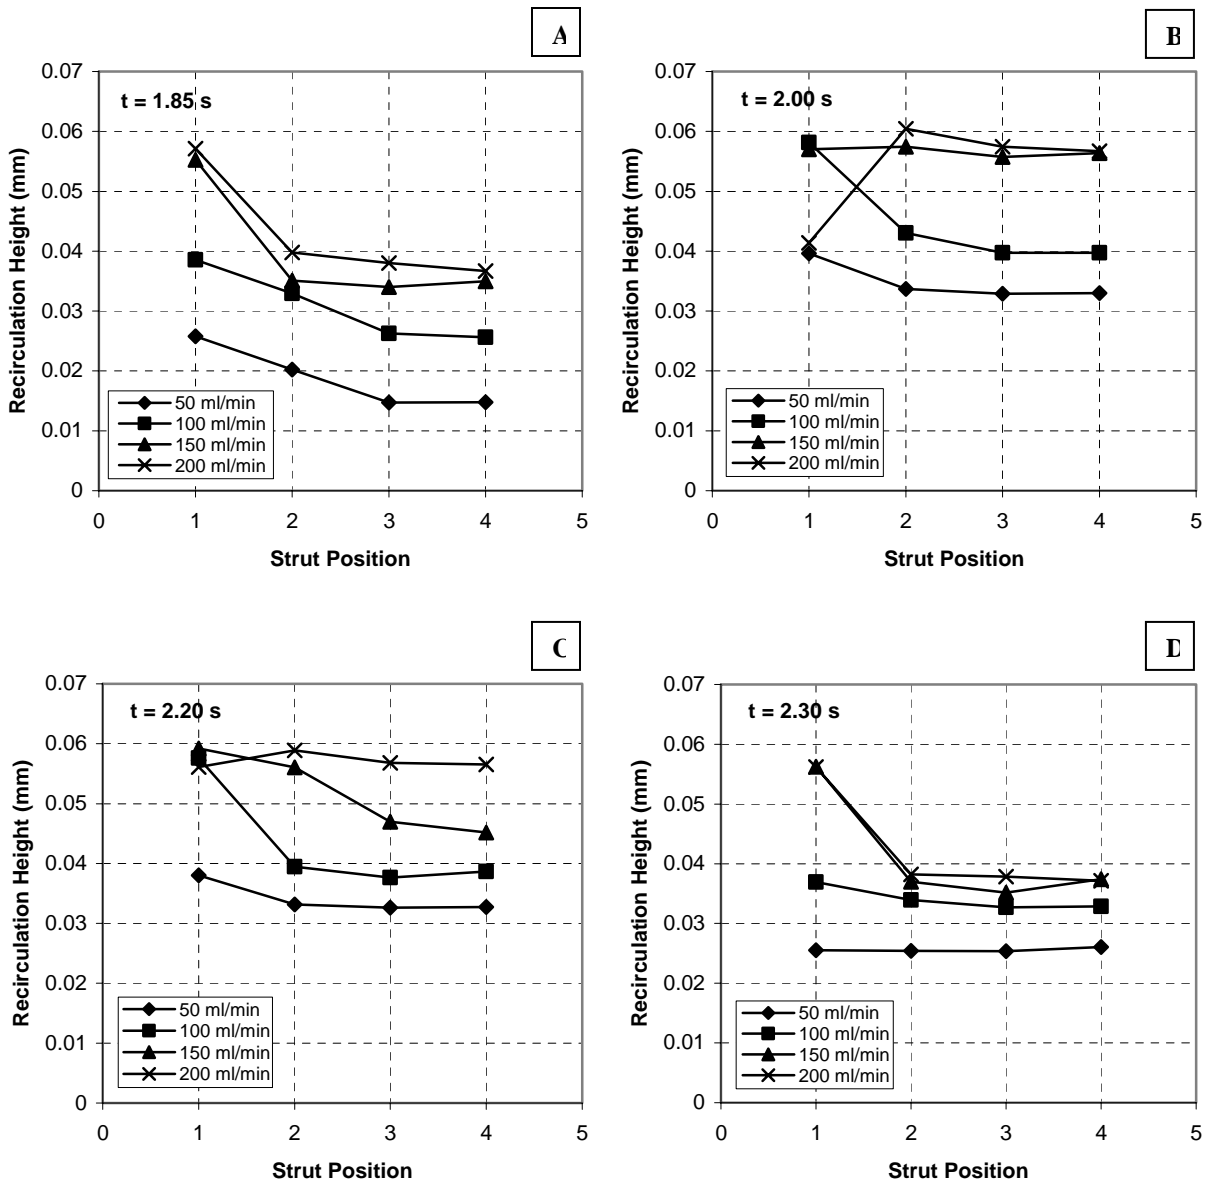 A
0.07
0.06
0.05
0.04
0.03
0.02
0.01
0
Recirculation Height (mm)
t = 1.85 s
50 ml/min
100 ml/min
150 ml/min
200 ml/min
0 1 2 3 4 5
Strut Position
B
0.07
0.06
0.05
0.04
0.03
0.02
0.01
0
Recirculation Height (mm)
t = 2.00 s
50 ml/min
100 ml/min
150 ml/min
200 ml/min
0 1 2 3 4 5
Strut Position
C
0.07
0.06
0.05
0.04
0.03
0.02
0.01
0
Recirculation Height (mm)
t = 2.20 s
50 ml/min
100 ml/min
150 ml/min
200 ml/min
0 1 2 3 4 5
Strut Position
D
0.07
0.06
0.05
0.04
0.03
0.02
0.01
0
Recirculation Height (mm)
t = 2.30 s
50 ml/min
100 ml/min
150 ml/min
200 ml/min
0 1 2 3 4 5
Strut Position